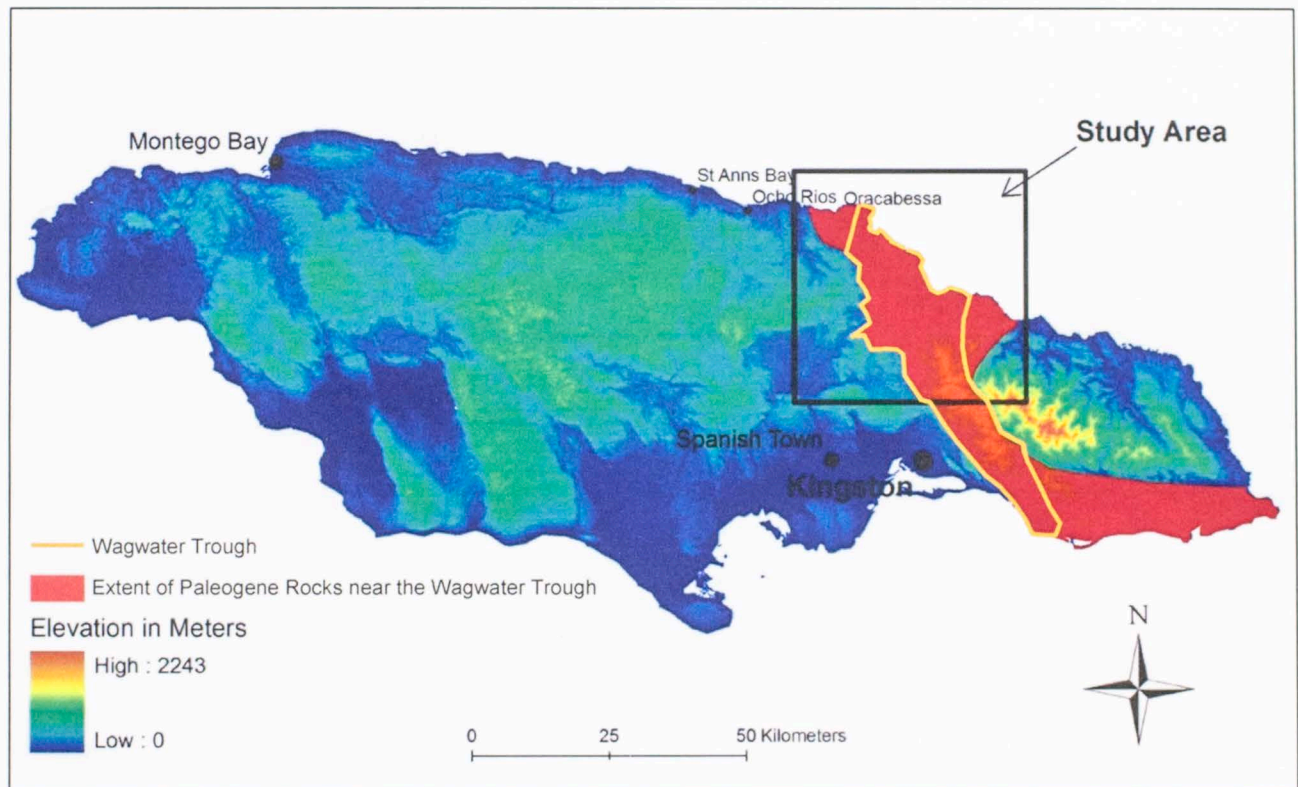 Study Area
Montego Bay
St Anns Bay
Ocho Rios Oracabessa
Spanish Town
Kingston
Wagwater Trough
Extent of Paleogene Rocks near the Wagwater Trough
Elevation in Meters
High : 2243
Low : 0
0 25 50 Kilometers
N